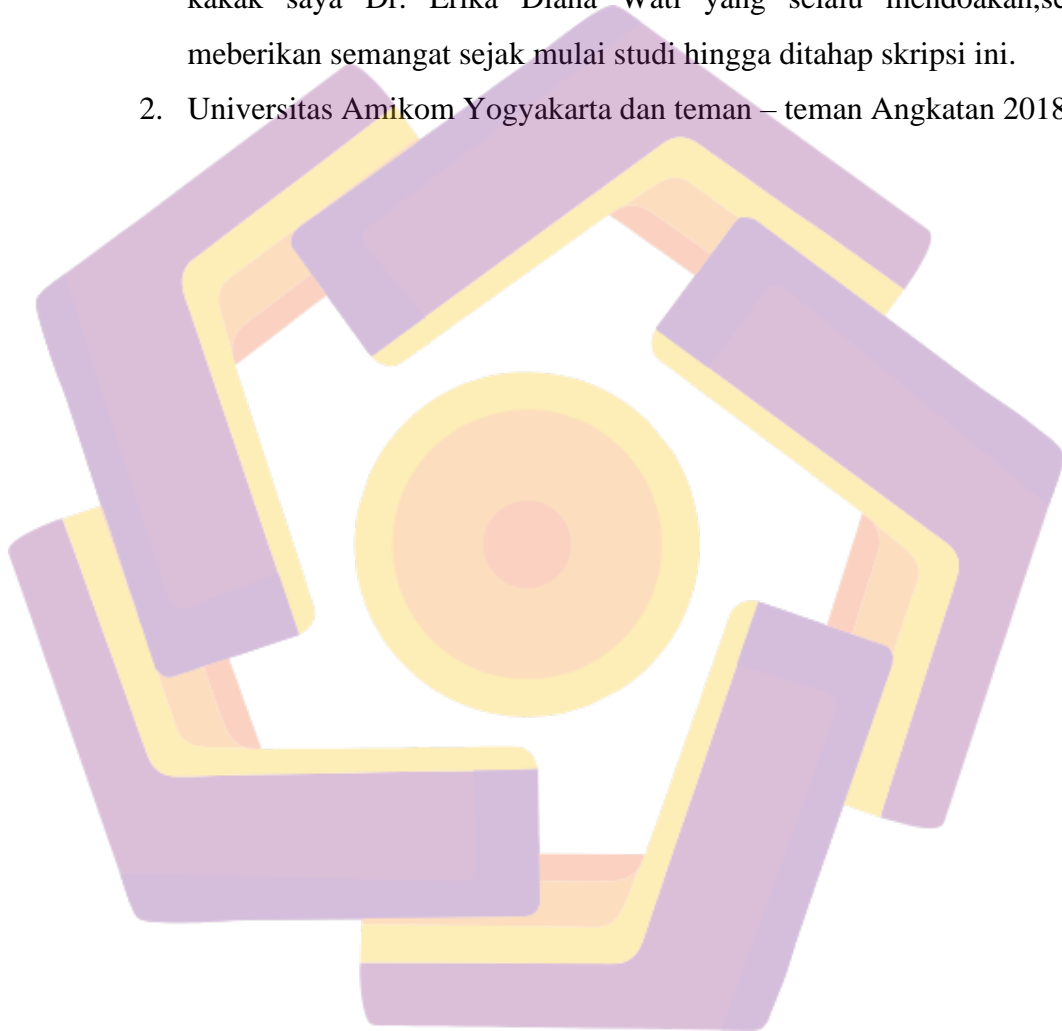 kakak saya Dr. Erika Diana Wati yang selalu mendoakan,se
meberikan semangat sejak mulai studi hingga ditahap skripsi ini.
2. Universitas Amikom Yogyakarta dan teman – teman Angkatan 2018